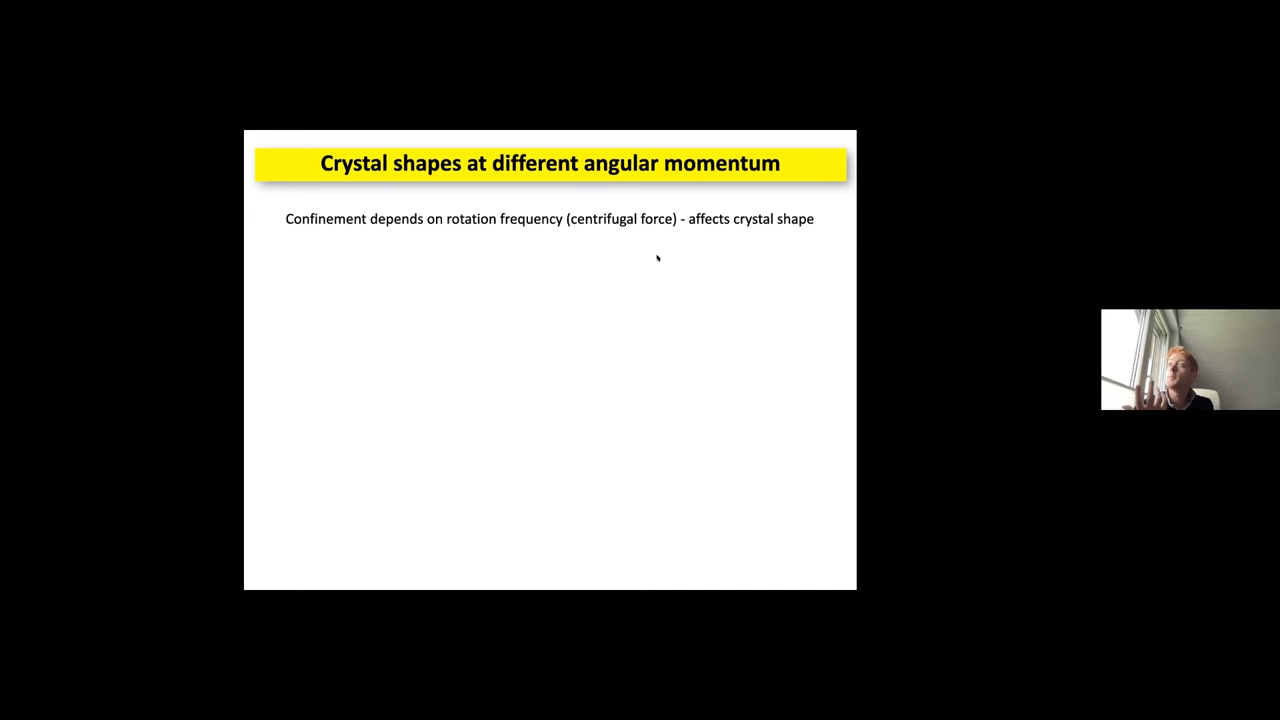 Crystal shapes at different angular momentum
Confinement depends on rotation frequency (centrifugal force) - affects crystal shape